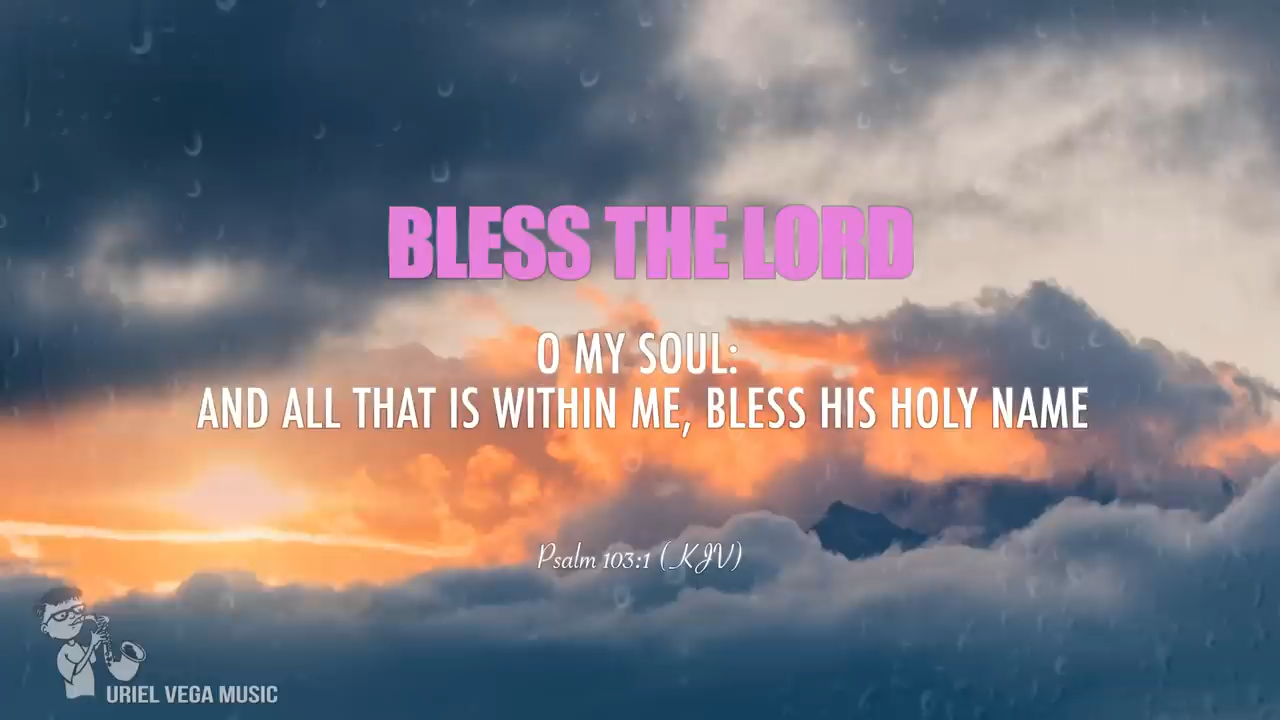 BLESS THE LORD
O MY SOUL:
AND ALL THAT IS WITHIN ME, BLESS HIS HOLY NAME
Psalm 103:1 (KJV)
URIEL VEGA MUSIC